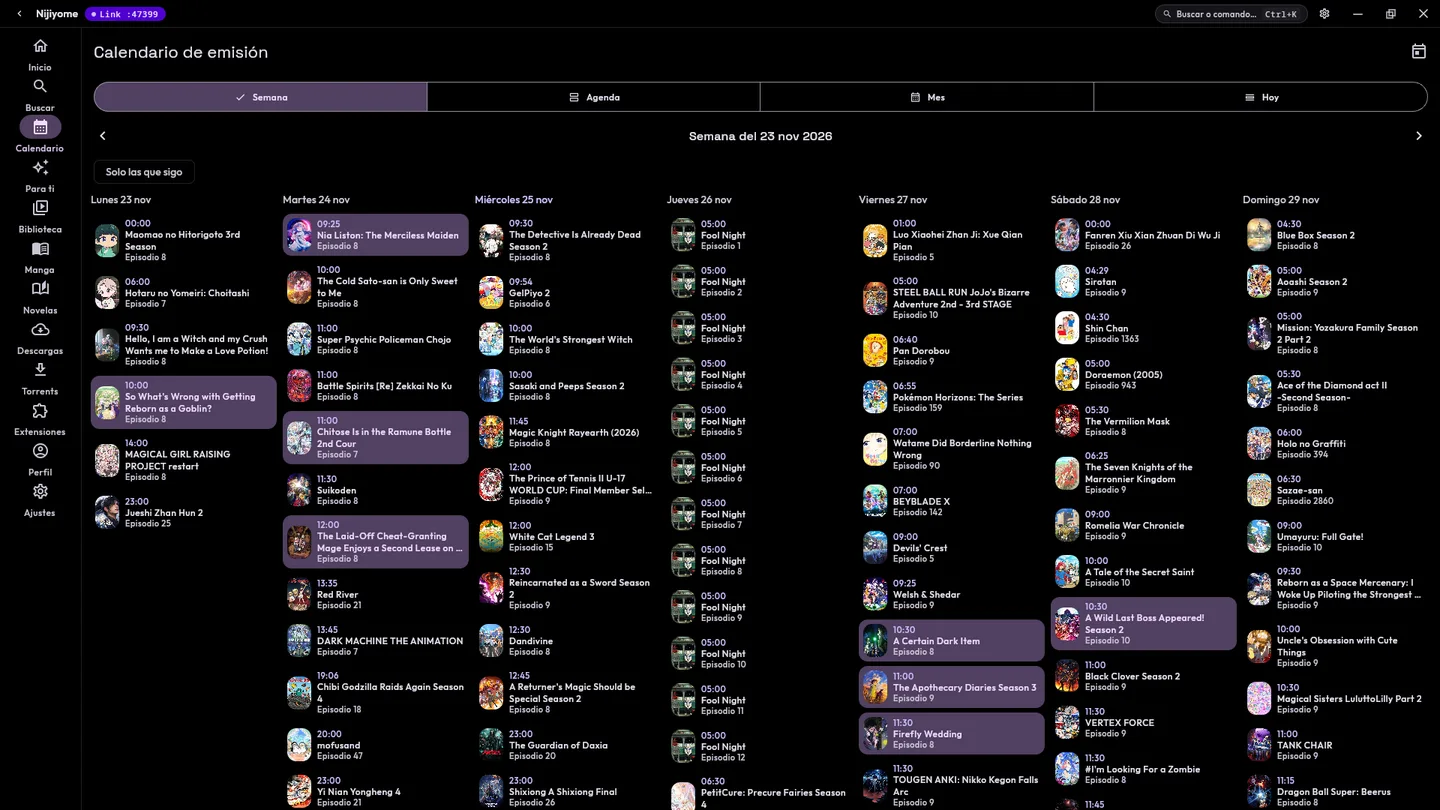 Nijiyome
Link :47399
Buscar o comando... Ctrl+K
Inicio
Buscar
Calendario
Para ti
Biblioteca
Manga
Novelas
Descargas
Torrents
Extensiones
Perfil
Ajustes
Calendario de emisión
Semana
Agenda
Mes
Hoy
Semana del 23 nov 2026
Solo las que sigo
Lunes 23 nov
00:00
Maomao no Hitorigoto 3rd
Season
Episodio 8
06:00
Hotaru no Yomeiri: Choitashi
Episodio 7
09:30
Hello, I am a Witch and my Crush
Wants me to Make a Love Potion!
Episodio 8
10:00
So What's Wrong with Getting
Reborn as a Goblin?
Episodio 8
14:00
MAGICAL GIRL RAISING
PROJECT restart
Episodio 8
23:00
Jueshi Zhan Hun 2
Episodio 25
Martes 24 nov
09:25
Nia Liston: The Merciless Maiden
Episodio 8
10:00
The Cold Sato-san is Only Sweet
to Me
Episodio 8
11:00
Super Psychic Policeman Chojo
Episodio 8
11:00
Battle Spirits [Re] Zekkai No Ku
Episodio 8
11:00
Chitose Is in the Ramune Bottle
2nd Cour
Episodio 7
11:30
Suikoden
Episodio 8
12:00
The Laid-Off Cheat-Granting
Mage Enjoys a Second Lease on ...
Episodio 8
13:35
Red River
Episodio 21
13:45
DARK MACHINE THE ANIMATION
Episodio 7
19:06
Chibi Godzilla Raids Again Season
4
Episodio 18
20:00
mofusand
Episodio 47
23:00
Yi Nian Yongheng 4
Episodio 21
Miércoles 25 nov
09:30
The Detective Is Already Dead
Season 2
Episodio 8
09:54
GelPiyo 2
Episodio 8
10:00
The World's Strongest Witch
Episodio 8
10:00
Sasaki and Peeps Season 2
Episodio 8
11:45
Magic Knight Rayearth (2026)
Episodio 8
12:00
The Prince of Tennis II U-17
WORLD CUP: Final Member Sel...
Episodio 9
12:00
White Cat Legend 3
Episodio 15
12:30
Reincarnated as a Sword Season
2
Episodio 9
12:30
Dandivine
Episodio 8
12:45
A Returner's Magic Should be
Special Season 2
Episodio 8
23:00
The Guardian of Daxia
Episodio 20
23:00
Shixiong A Shixiong Final
Episodio 26
Jueves 26 nov
05:00
Fool Night
Episodio 1
05:00
Fool Night
Episodio 2
05:00
Fool Night
Episodio 3
05:00
Fool Night
Episodio 4
05:00
Fool Night
Episodio 5
05:00
Fool Night
Episodio 6
05:00
Fool Night
Episodio 7
05:00
Fool Night
Episodio 8
05:00
Fool Night
Episodio 9
05:00
Fool Night
Episodio 10
05:00
Fool Night
Episodio 11
05:00
Fool Night
Episodio 12
06:30
PetitCure: Precure Fairies Season
4
Viernes 27 nov
01:00
Luo Xiaohei Zhan Ji: Xue Qian
Pian
Episodio 5
05:00
STEEL BALL RUN JoJo's Bizarre
Adventure 2nd - 3rd STAGE
Episodio 10
06:40
Pan Dorobou
Episodio 9
06:55
Pokémon Horizons: The Series
Episodio 159
07:00
Watame Did Borderline Nothing
Wrong
Episodio 90
07:00
BEYBLADE X
Episodio 142
09:00
Devils' Crest
Episodio 5
09:25
Welsh & Shedar
Episodio 9
10:30
A Certain Dark Item
Episodio 8
11:00
The Apothecary Diaries Season 3
Episodio 9
11:30
Firefly Wedding
Episodio 8
11:30
TOUGEN ANKI: Nikko Kegon Falls
Arc
Episodio 9
Sábado 28 nov
00:00
Fanren Xiu Xian Zhuan Di Wu Ji
Episodio 26
04:29
Sirotan
Episodio 9
04:30
Shin Chan
Episodio 1363
05:00
Doraemon (2005)
Episodio 943
05:30
The Vermilion Mask
Episodio 8
06:25
The Seven Knights of the
Marronnier Kingdom
Episodio 9
09:00
Romelia War Chronicle
Episodio 9
10:00
A Tale of the Secret Saint
Episodio 10
10:30
A Wild Last Boss Appeared!
Season 2
Episodio 10
11:00
Black Clover Season 2
Episodio 9
11:30
VERTEX FORCE
Episodio 9
11:30
#I'm Looking For a Zombie
Episodio 8
11:45
Domingo 29 nov
04:30
Blue Box Season 2
Episodio 8
05:00
Aoashi Season 2
Episodio 9
05:00
Mission: Yozakura Family Season
2 Part 2
Episodio 8
05:30
Ace of the Diamond act II
-Second Season-
Episodio 8
06:00
Holo no Graffiti
Episodio 394
06:30
Sazae-san
Episodio 2860
09:00
Umayuru: Full Gate!
Episodio 10
09:30
Reborn as a Space Mercenary: I
Woke Up Piloting the Strongest ...
Episodio 9
10:00
Uncle's Obsession with Cute
Things
Episodio 9
10:30
Magical Sisters LuluttoLilly Part 2
Episodio 9
11:00
TANK CHAIR
Episodio 9
11:15
Dragon Ball Super: Beerus
Episodio 8